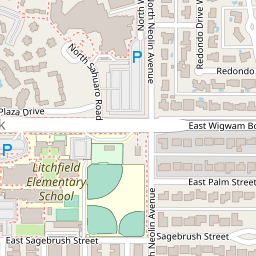 North W
North Neolin Avenue
Redondo Drive W
North Sahuaro
Road
P
Redondo
Plaza Drive
k
East Wigwam Bo
P
Litchfield
Elementary
School
East Palm Street
North Neolin Avenue
East Sagebrush Street
Sagebrush Street